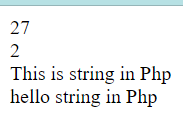 27
2
This is string in Php
hello string in Php